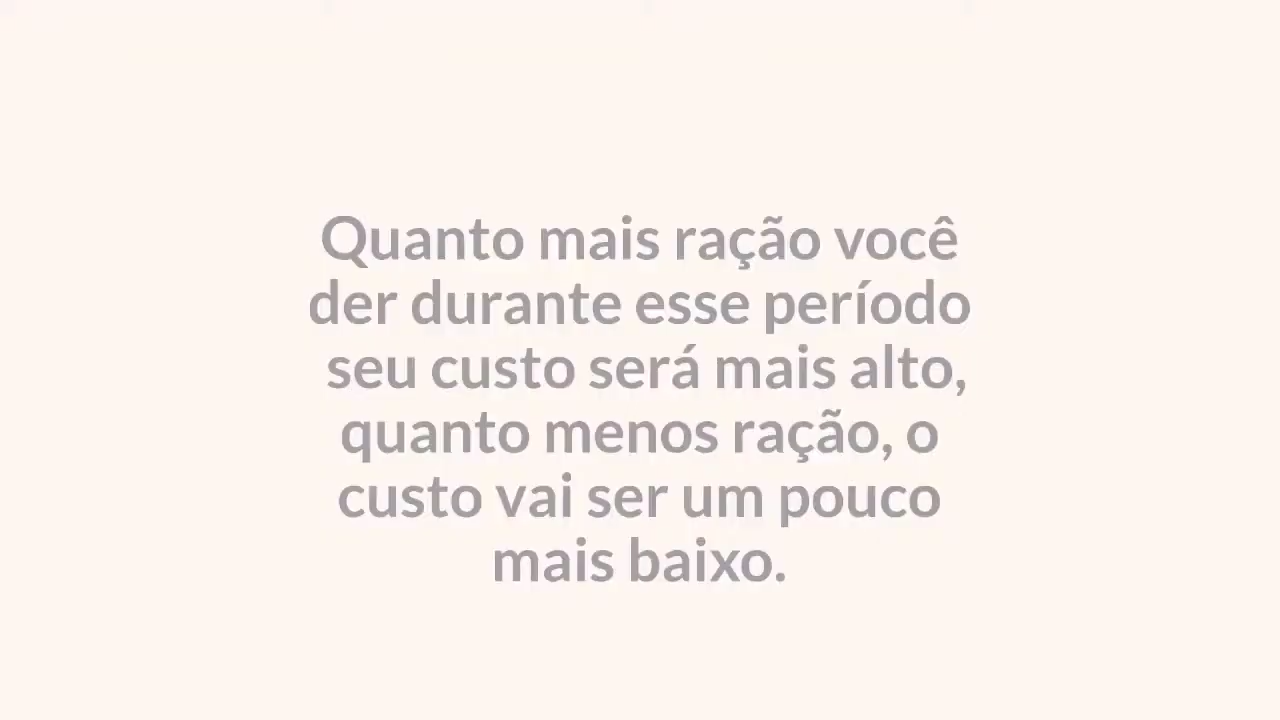 Quanto mais ração você
der durante esse período
seu custo será mais alto,
quanto menos ração, o
custo vai ser um pouco
mais baixo.